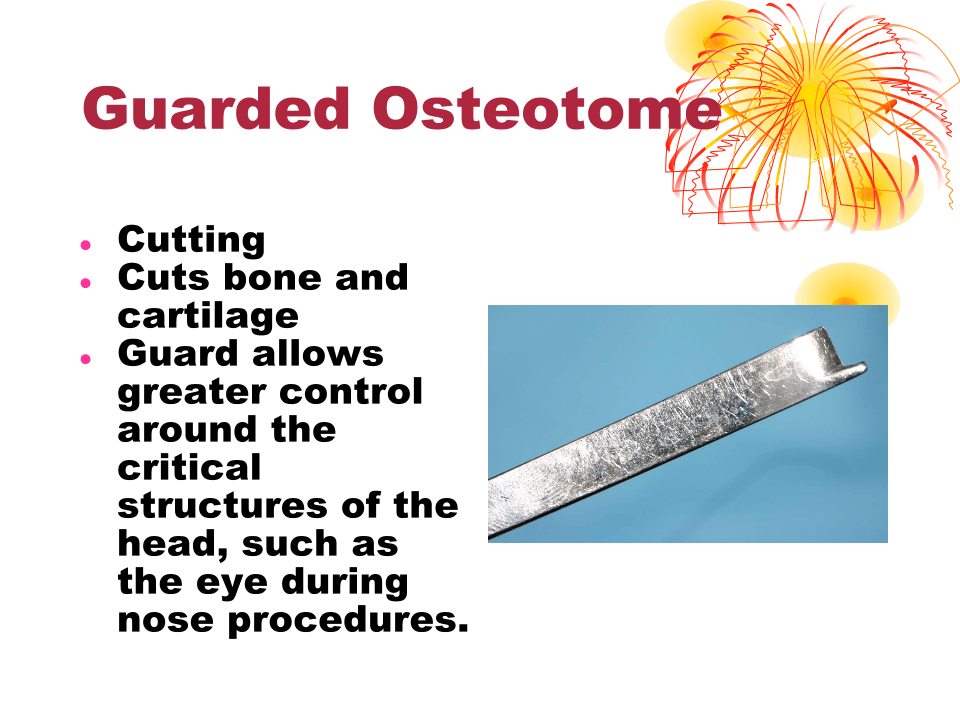 Guarded Osteotome
● Cutting
● Cuts bone and
cartilage
● Guard allows
greater control
around the
critical
structures of the
head, such as
the eye during
nose procedures.